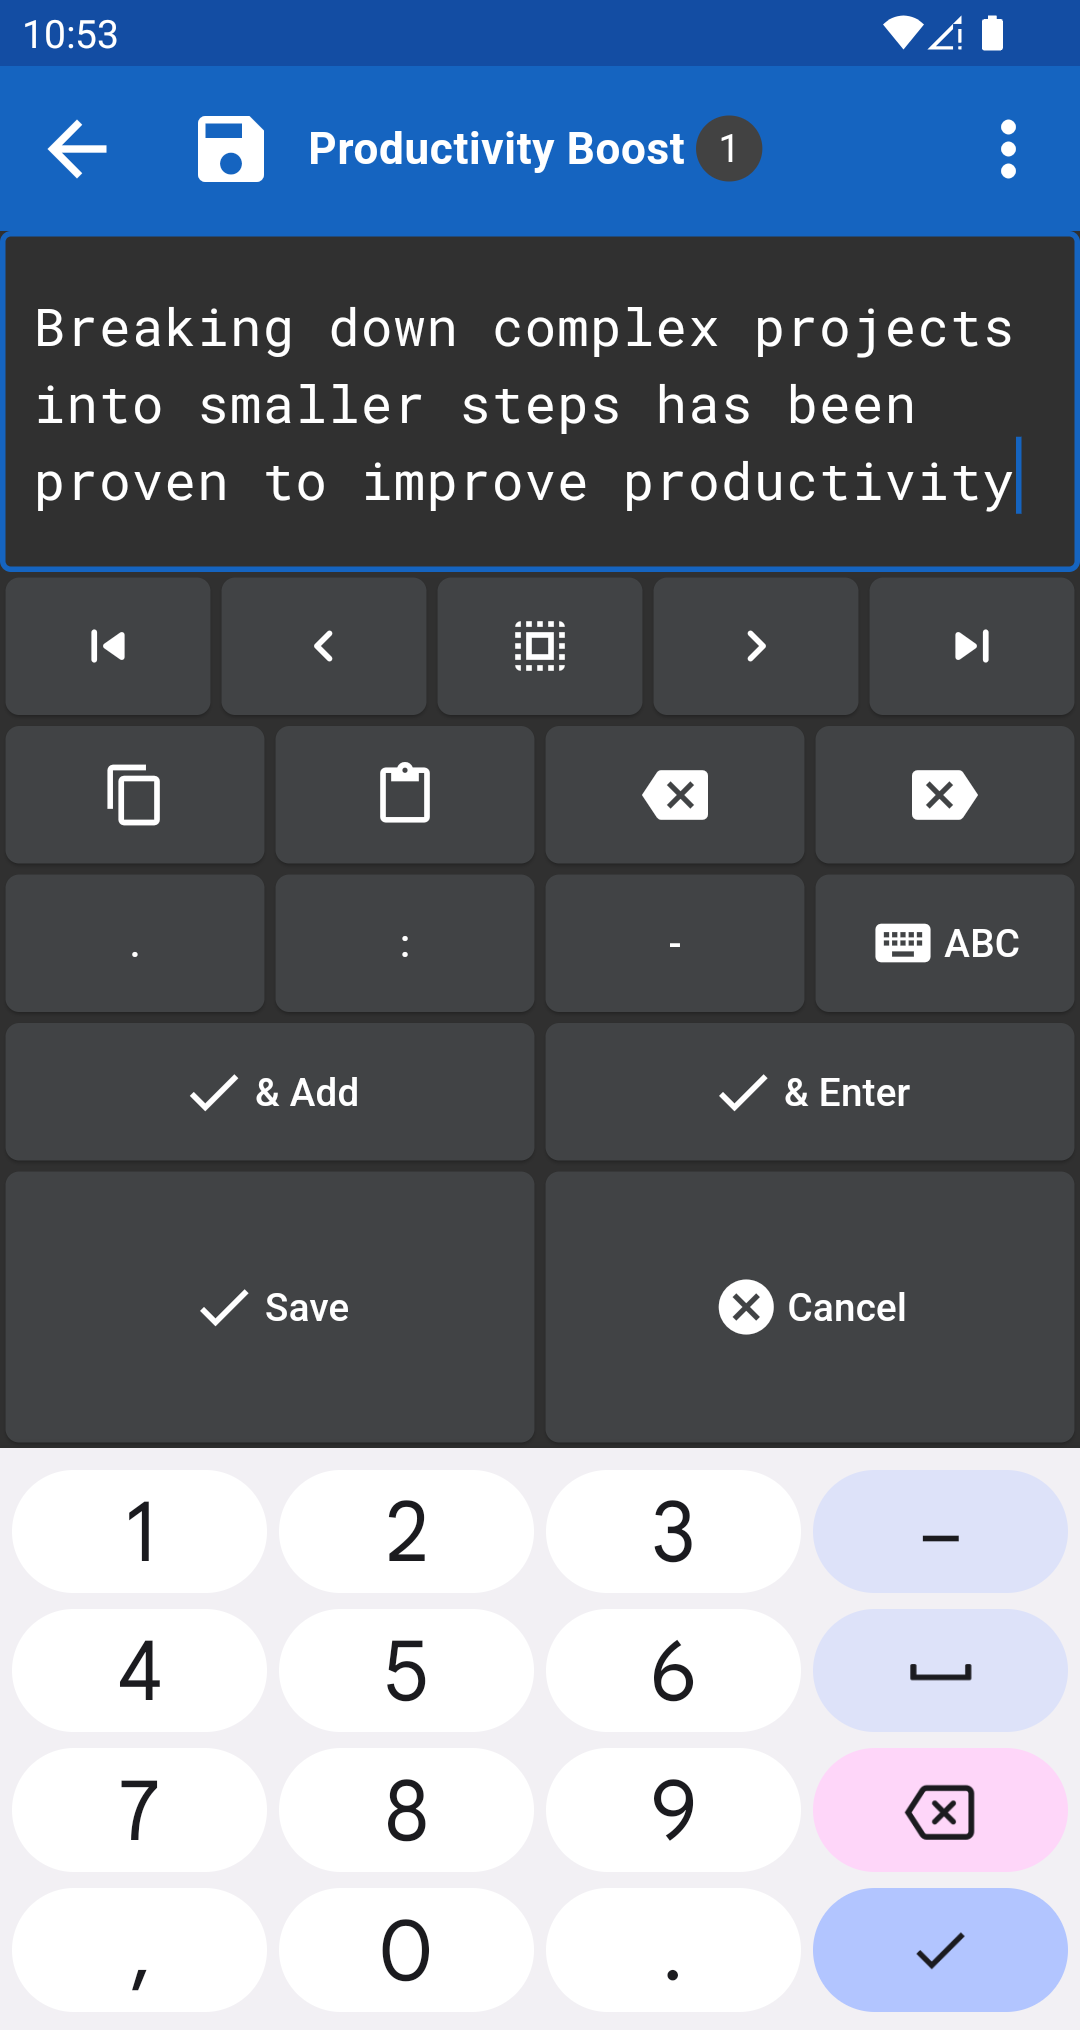 10:53
Productivity Boost 1
Breaking down complex projects
into smaller steps has been
proven to improve productivity
. : - ABC
& Add & Enter
Save Cancel
1 2 3 –
4 5 6
7 8 9
, 0 .